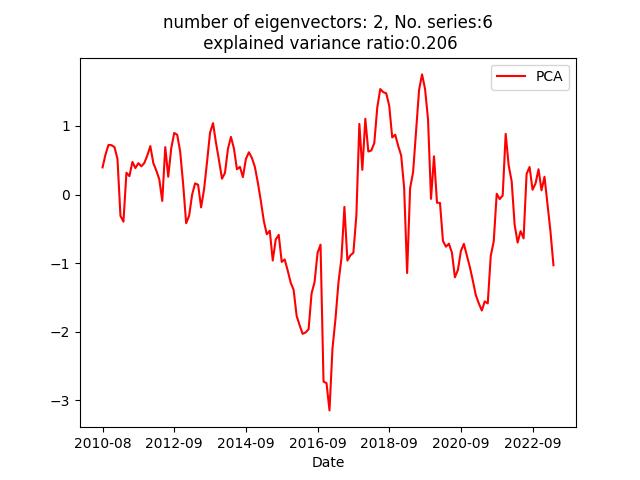 number of eigenvectors: 2, No. series:6
explained variance ratio:0.206
PCA
1
0
−1
−2
−3
2010-08 2012-09 2014-09 2016-09 2018-09 2020-09 2022-09
Date